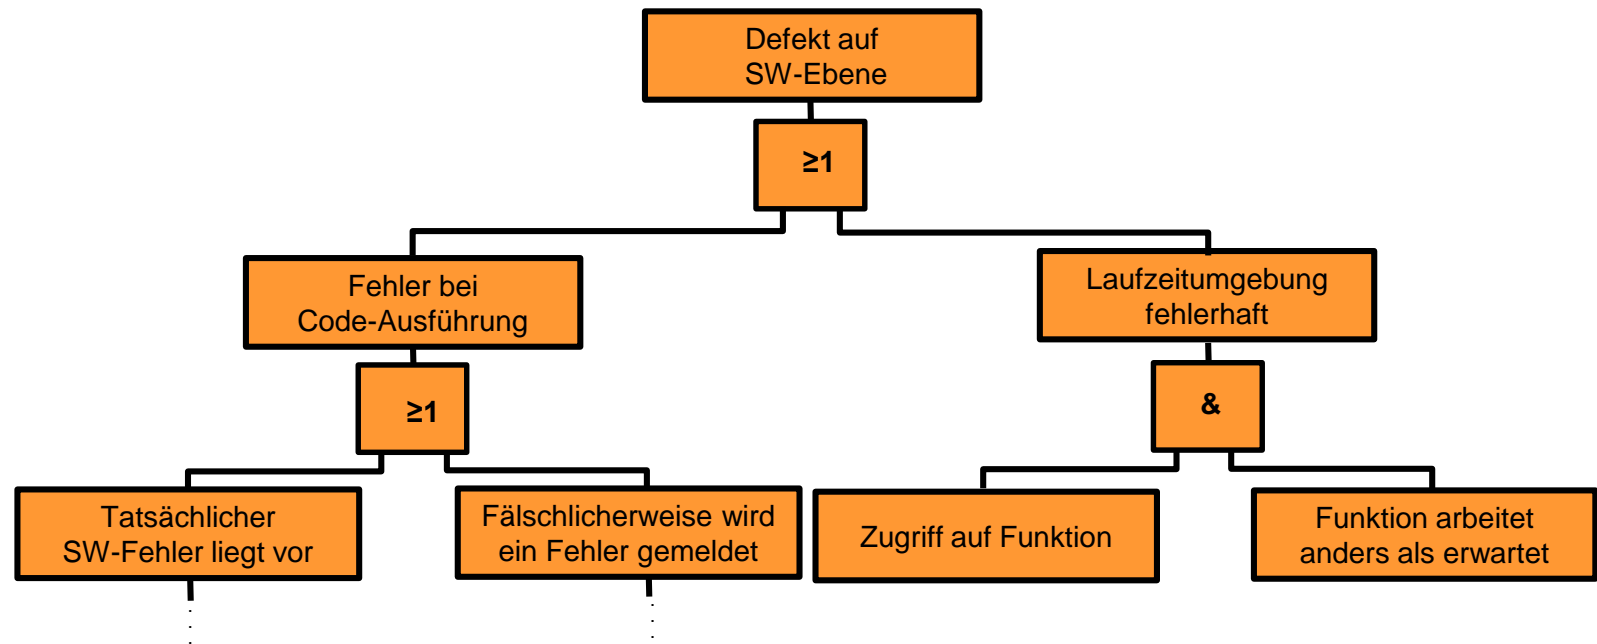 Defekt auf
SW-Ebene
≥1
Fehler bei
Code-Ausführung
Laufzeitumgebung
fehlerhaft
≥1
&
Tatsächlicher
SW-Fehler liegt vor
Fälschlicherweise wird
ein Fehler gemeldet
Zugriff auf Funktion
Funktion arbeitet
anders als erwartet